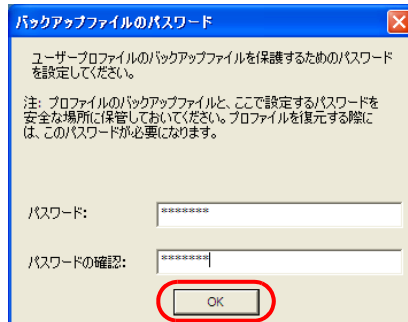 バックアップファイルのパスワード
ユーザープロファイルのバックアップファイルを保護するためのパスワード
を設定してください。
注: プロファイルのバックアップファイルと、ここで設定するパスワードを
安全な場所に保管しておいてください。プロファイルを復元する際に
は、このパスワードが必要になります。
パスワード: *******
パスワードの確認: *******
OK